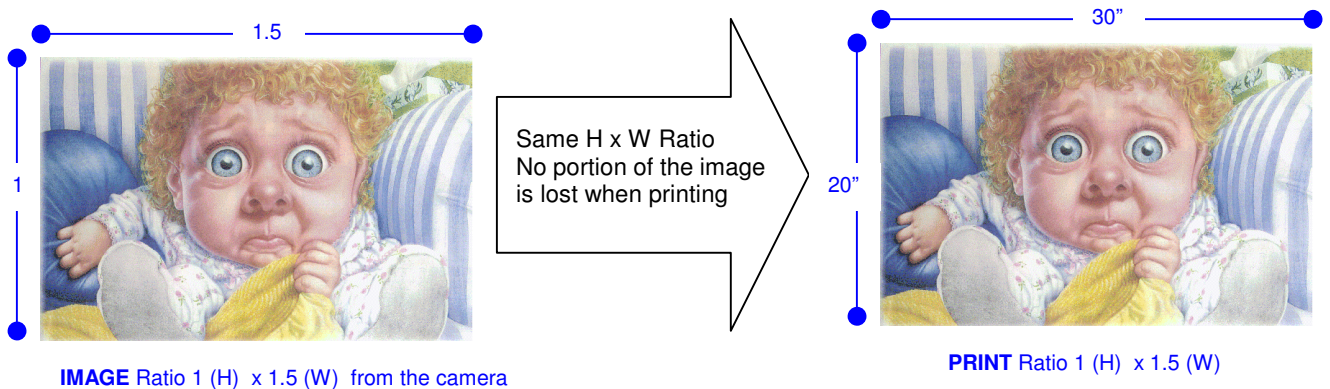 1.5
30”
1
Same H x W Ratio
No portion of the image
is lost when printing
20”
IMAGE Ratio 1 (H) x 1.5 (W) from the camera
PRINT Ratio 1 (H) x 1.5 (W)